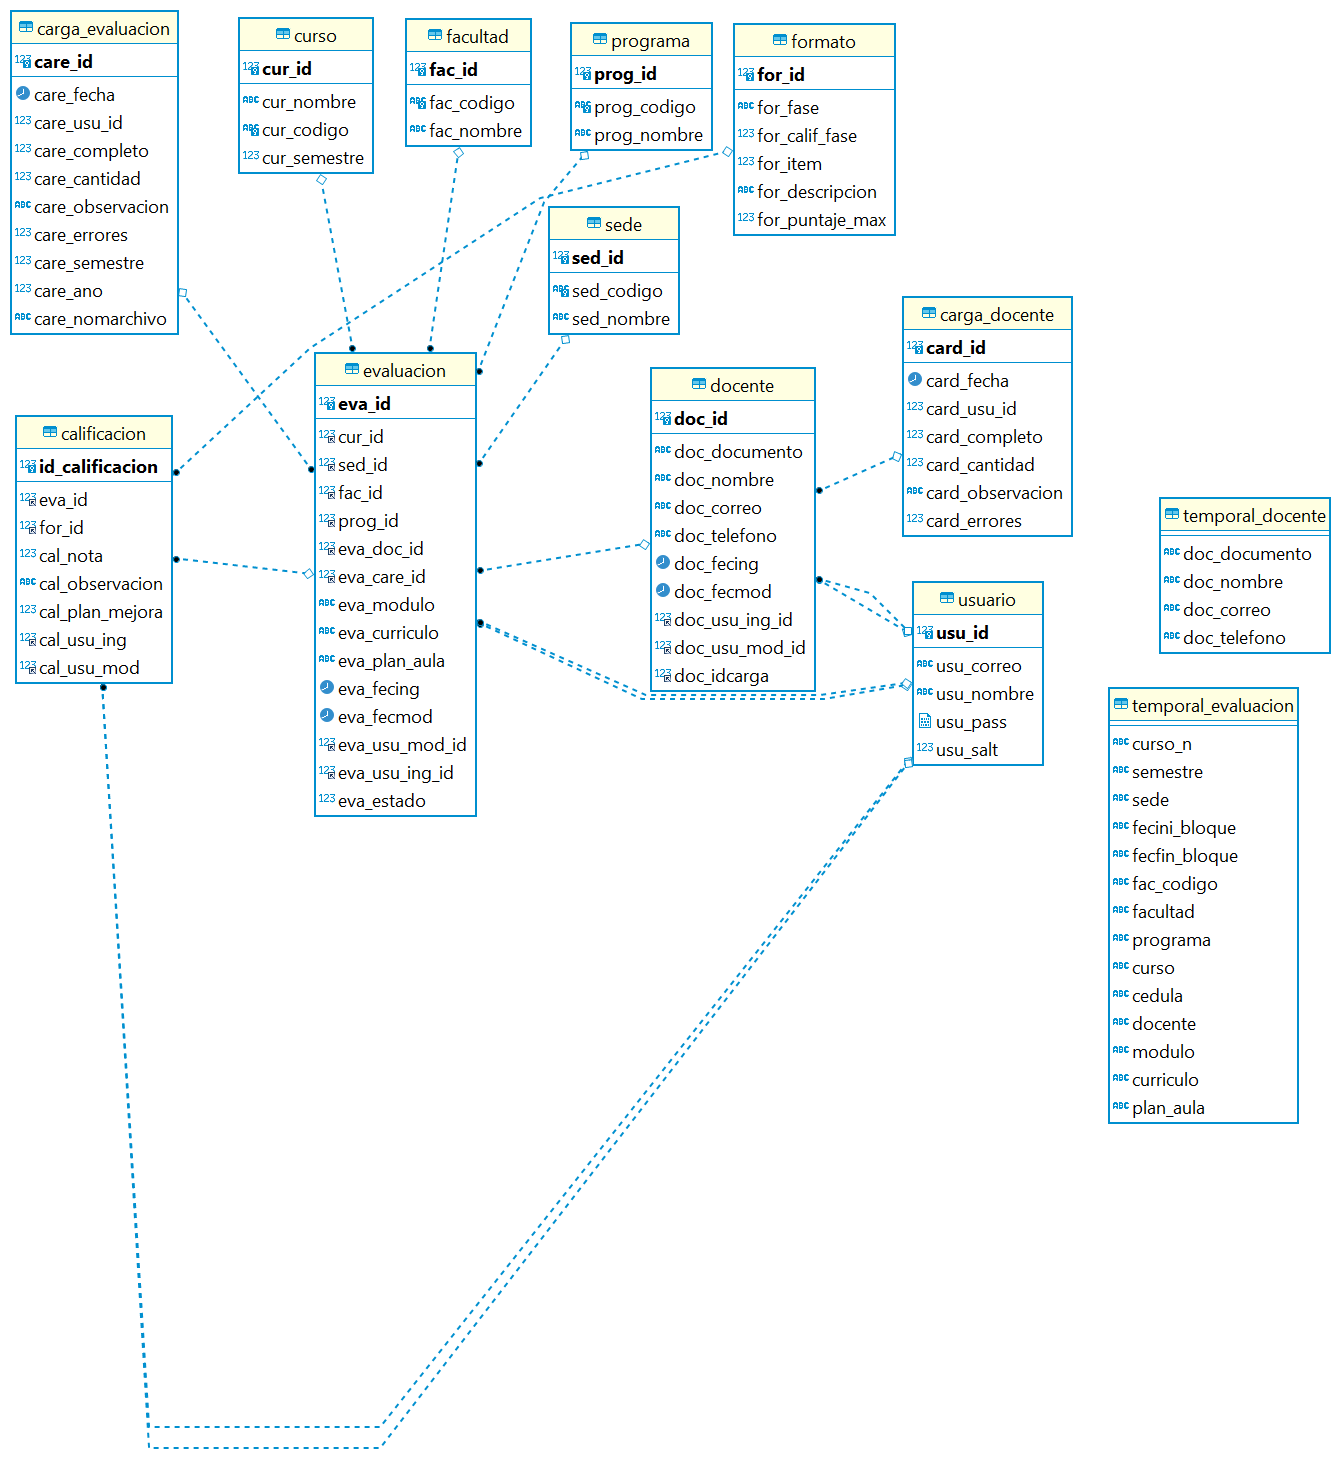 carga_evaluacion
care_id
care_fecha
care_usu_id
care_completo
care_cantidad
care_observacion
care_errores
care_semestre
care_ano
care_nomarchivo
curso
cur_id
cur_nombre
cur_codigo
cur_semestre
facultad
fac_id
fac_codigo
fac_nombre
programa
prog_id
prog_codigo
prog_nombre
formato
for_id
for_fase
for_calif_fase
for_item
for_descripcion
for_puntaje_max
sede
sed_id
sed_codigo
sed_nombre
carga_docente
card_id
card_fecha
card_usu_id
card_completo
card_cantidad
card_observacion
card_errores
evaluacion
eva_id
cur_id
sed_id
fac_id
prog_id
eva_doc_id
eva_care_id
eva_modulo
eva_curriculo
eva_plan_aula
eva_fecing
eva_fecmod
eva_usu_mod_id
eva_usu_ing_id
eva_estado
docente
doc_id
doc_documento
doc_nombre
doc_correo
doc_telefono
doc_fecing
doc_fecmod
doc_usu_ing_id
doc_usu_mod_id
doc_idcarga
calificacion
id_calificacion
eva_id
for_id
cal_nota
cal_observacion
cal_plan_mejora
cal_usu_ing
cal_usu_mod
usuario
usu_id
usu_correo
usu_nombre
usu_pass
usu_salt
temporal_docente
doc_documento
doc_nombre
doc_correo
doc_telefono
temporal_evaluacion
curso_n
semestre
sede
fecini_bloque
fecfin_bloque
fac_codigo
facultad
programa
curso
cedula
docente
modulo
curriculo
plan_aula